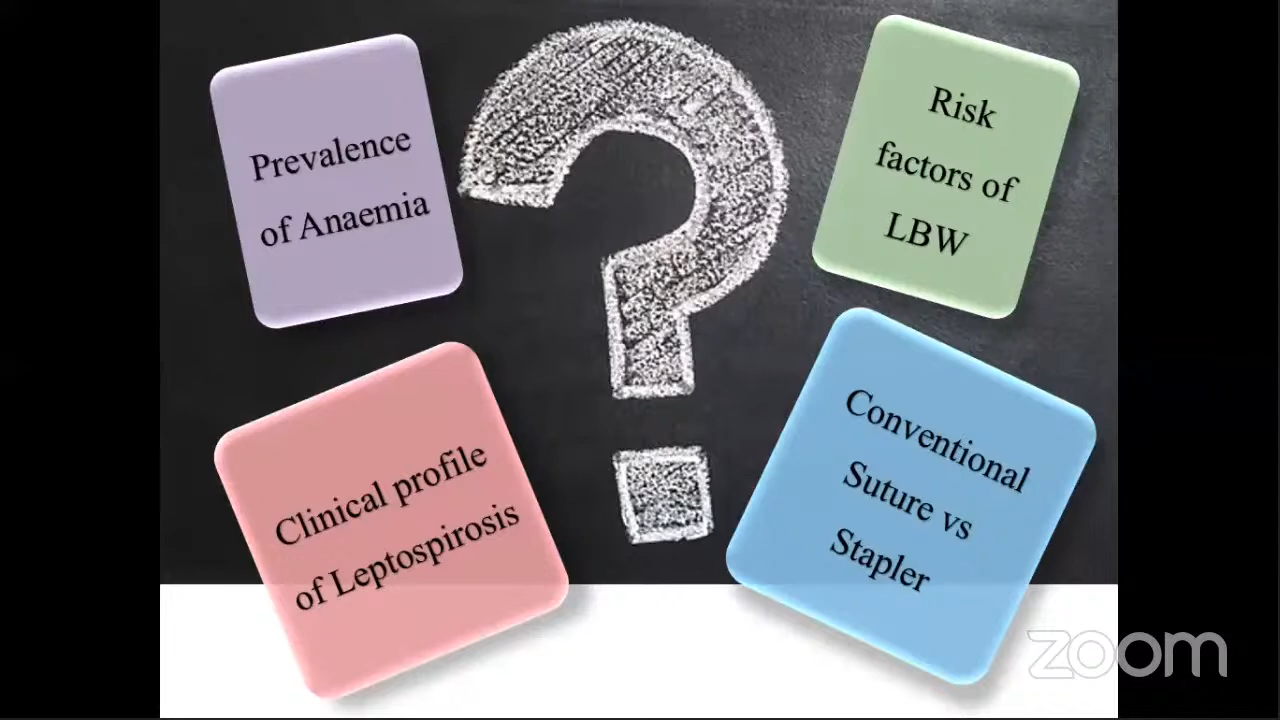 Prevalence
of Anaemia
Risk
factors of
LBW
Clinical profile
of Leptospirosis
Conventional
Suture vs
Stapler
zoom